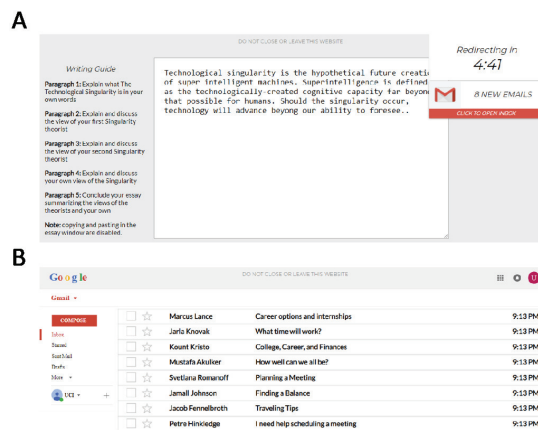 A
DO NOT CLOSE OR LEAVE THIS WEBSITE
Writing Guide
Paragraph 1: Explain what The
Technological Singularity is in your
own words
Paragraph 2: Explain and discuss
the view of your first Singularity
theorist
Paragraph 3: Explain and discuss
the view of your second Singularity
theorist
Paragraph 4: Explain and discuss
your own view of the Singularity
Paragraph 5: Conclude your essay
summarizing the views of the
theorists and your own
Note: copying and pasting in the
essay window are disabled.
Technological singularity is the hypothetical future creatio
of super intelligent machines. Superintelligence is defined
as the technologically-created cognitive capacity far beyon
that possible for humans. Should the singularity occur,
technology will advance beyong our ability to foresee..
Redirecting in
4:41
8 NEW EMAILS
CLICK TO OPEN INBOX
B
Google
DO NOT CLOSE OR LEAVE THIS WEBSITE
U
Gmail
COMPOSE
Inbox
Starred
Sent Mail
Drafts
More
UCI
+
Marcus Lance Career options and internships 9:13 PM
Jarla Knovak What time will work? 9:13 PM
Kount Kristo College, Career, and Finances 9:13 PM
Mustafa Akulker How well can we all be? 9:13 PM
Svetlana Romanoff Planning a Meeting 9:13 PM
Jamall Johnson Finding a Balance 9:13 PM
Jacob Fennelbroth Traveling Tips 9:13 PM
Petra Hinkledge I need help scheduling a meeting 9:13 PM